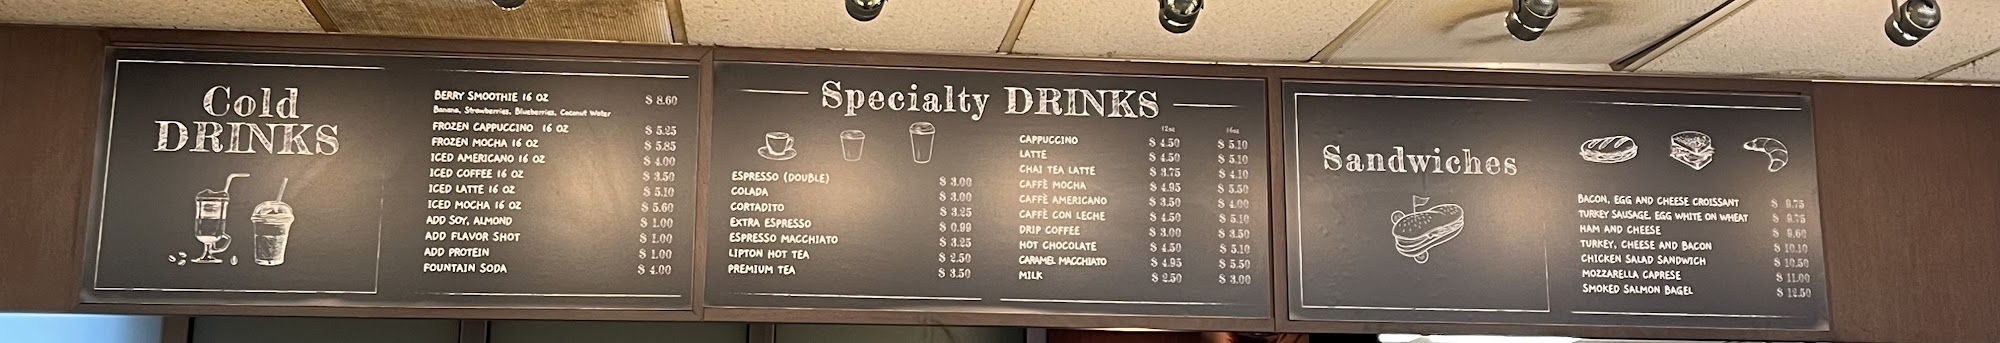 Cold
DRINKS
BERRY SMOOTHIE 16 OZ $ 8.60
Banana, Strawberries, Blueberries, Coconut Water
FROZEN CAPPUCCINO 16 OZ $ 5.25
FROZEN MOCHA 16 OZ $ 5.85
ICED AMERICANO 16 OZ $ 4.00
ICED COFFEE 16 OZ $ 3.50
ICED LATTE 16 OZ $ 5.10
ICED MOCHA 16 OZ $ 5.60
ADD SOY, ALMOND $ 1.00
ADD FLAVOR SHOT $ 1.00
ADD PROTEIN $ 1.00
FOUNTAIN SODA $ 4.00
Specialty DRINKS
ESPRESSO (DOUBLE) $ 3.00
COLADA $ 3.00
CORTADITO $ 3.25
EXTRA ESPRESSO $ 0.99
ESPRESSO MACCHIATO $ 3.25
LIPTON HOT TEA $ 2.50
PREMIUM TEA $ 3.50
12oz 16oz
CAPPUCCINO $ 4.50 $ 5.10
LATTE $ 4.50 $ 5.10
CHAI TEA LATTE $ 3.75 $ 4.10
CAFFÈ MOCHA $ 4.95 $ 5.50
CAFFÈ AMERICANO $ 3.50 $ 4.00
CAFFÈ CON LECHE $ 4.50 $ 5.10
DRIP COFFEE $ 3.00 $ 3.50
HOT CHOCOLATE $ 4.50 $ 5.10
CARAMEL MACCHIATO $ 4.95 $ 5.50
MILK $ 2.50 $ 3.00
Sandwiches
BACON, EGG AND CHEESE CROISSANT $ 9.75
TURKEY SAUSAGE, EGG WHITE ON WHEAT $ 9.75
HAM AND CHEESE $ 9.60
TURKEY, CHEESE AND BACON $ 10.10
CHICKEN SALAD SANDWICH $ 10.50
MOZZARELLA CAPRESE $ 11.00
SMOKED SALMON BAGEL $ 12.50